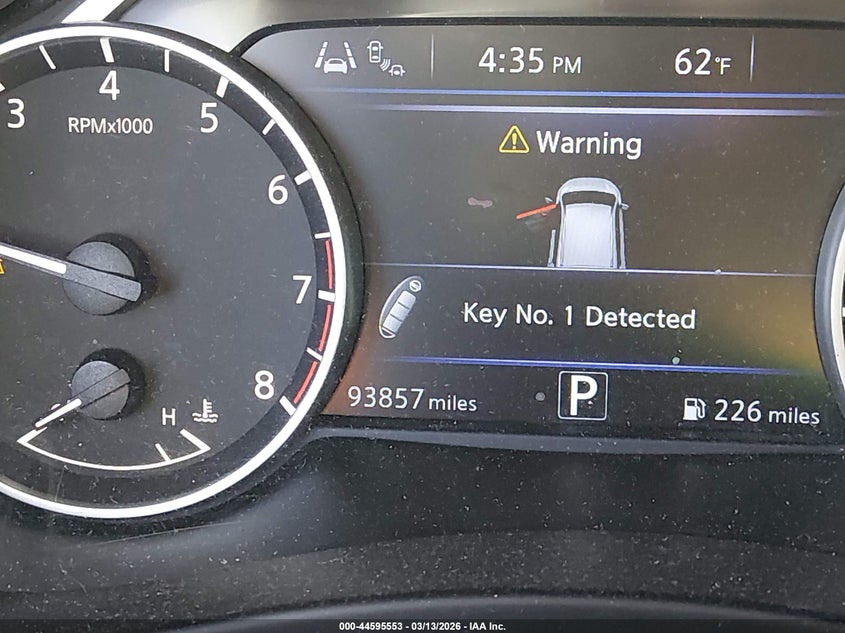 4:35 PM 62°F
3 4 5 6 7 8
RPMx1000
Warning
Key No. 1 Detected
H
93857 miles P 226 miles
000-44595553 - 03/13/2026 - IAA Inc.